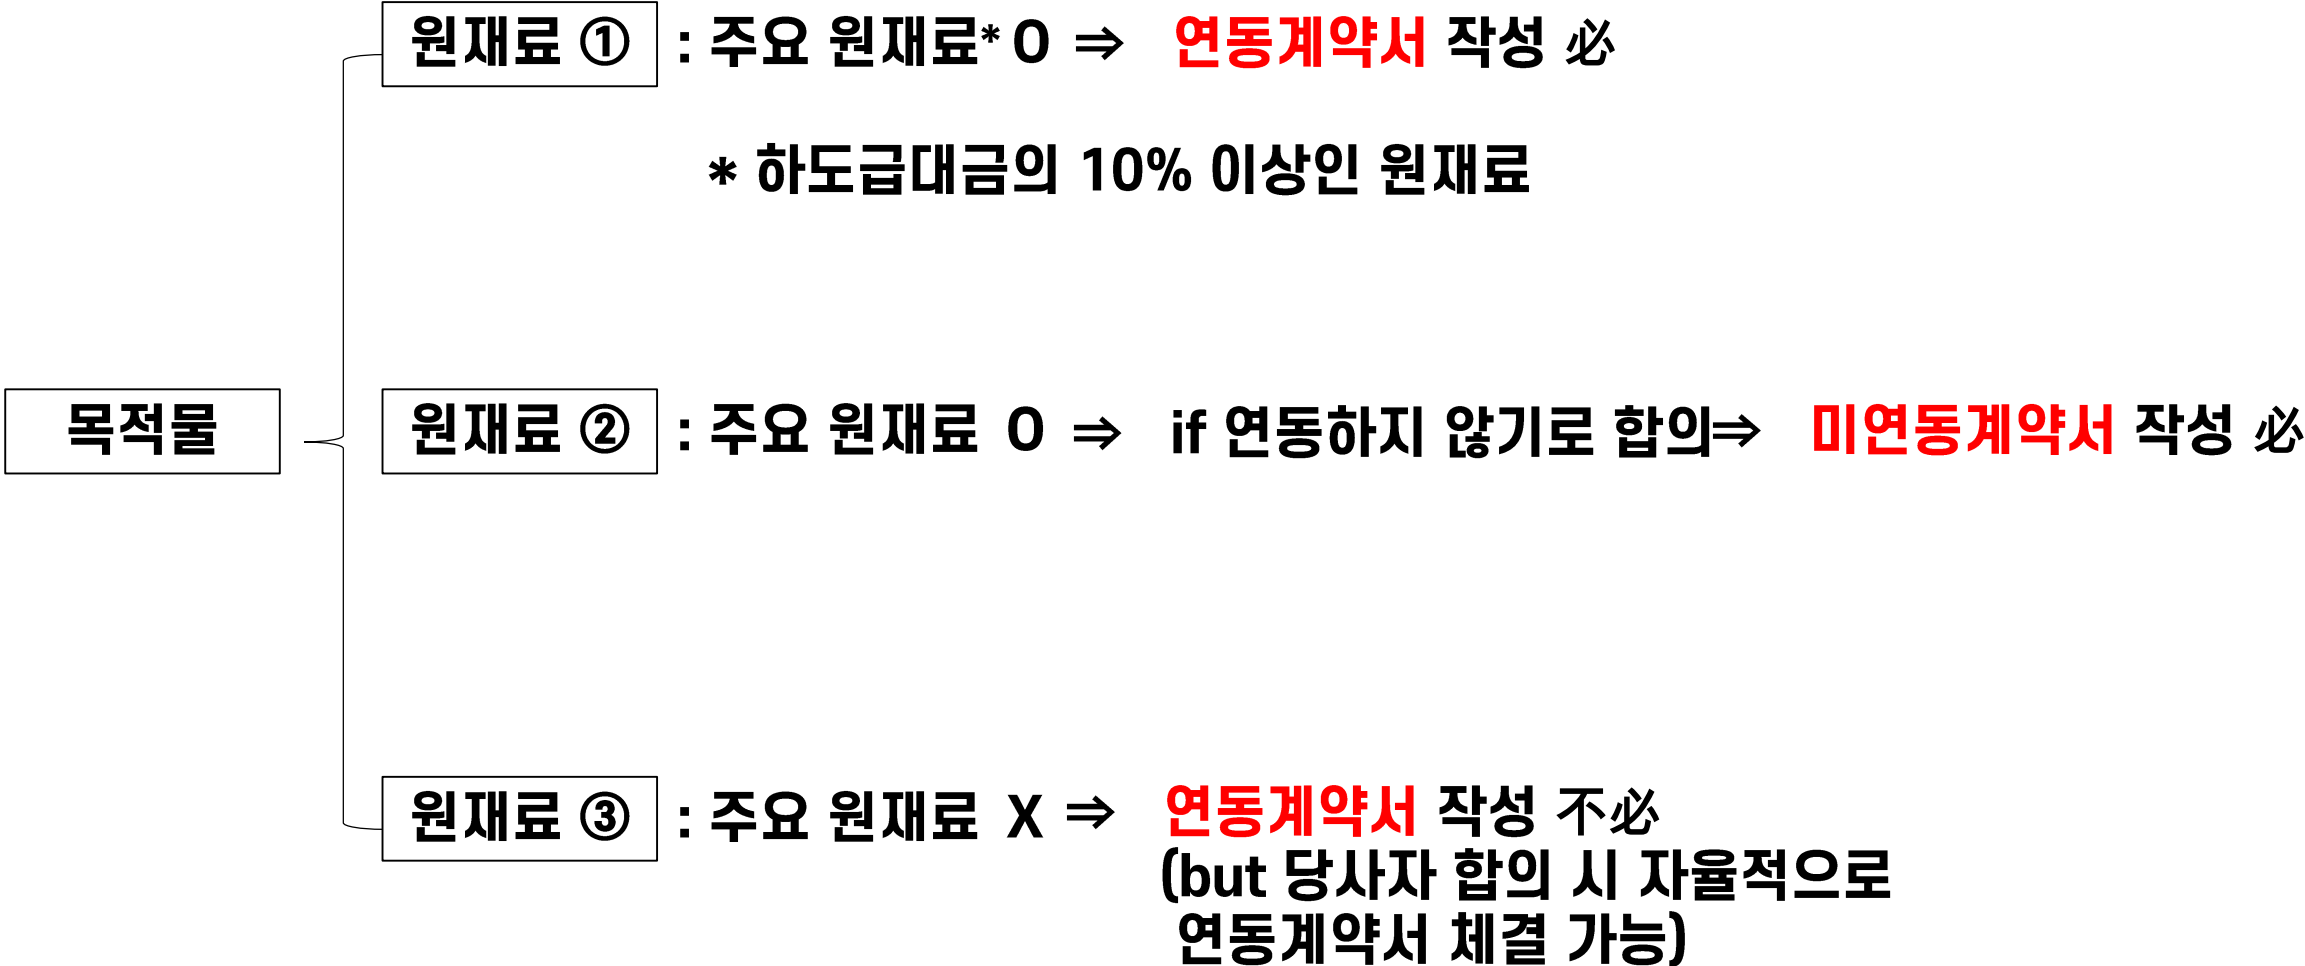 원재료 ① : 주요 원재료* O ⇒ 연동계약서 작성 必
* 하도급대금의 10% 이상인 원재료
목적물
원재료 ② : 주요 원재료 O ⇒ if 연동하지 않기로 합의⇒ 미연동계약서 작성 必
원재료 ③ : 주요 원재료 X ⇒ 연동계약서 작성 不必
(but 당사자 합의 시 자율적으로
연동계약서 체결 가능)